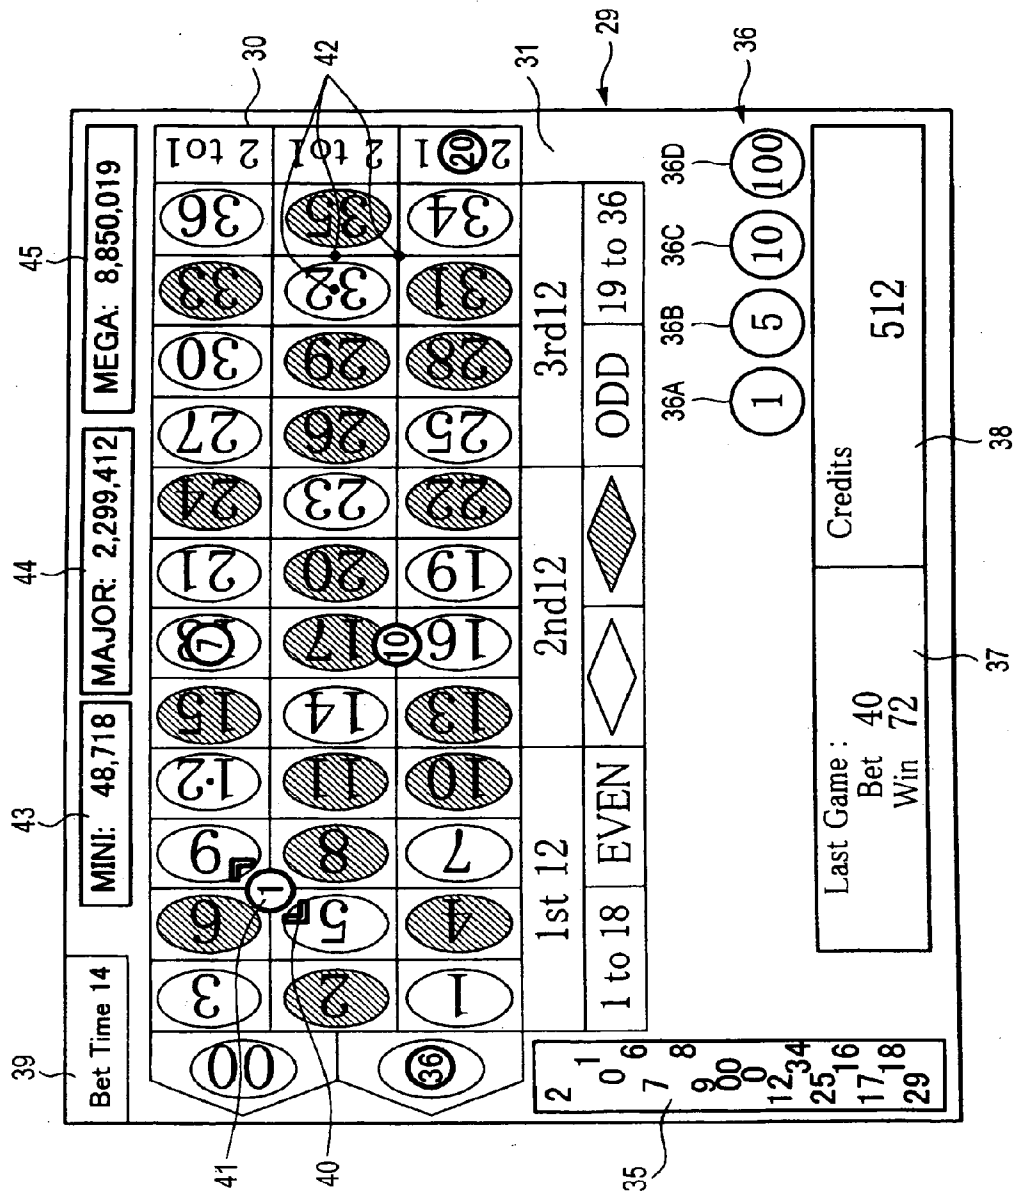 39 43 44 45
Bet Time 14
MINI: 48,718
MAJOR: 2,299,412
MEGA: 8,850,019
00 3 6 9 12 15 7 21 24 27 30 33 36 2 to1
30
41
1
2 5 8 11 14 17 20 23 26 29 32 35 2 to1
42
40
10
36 1 4 7 10 13 16 19 22 25 28 31 34 2 20 1
1st 12 2nd12 3rd12
31
1 to 18 EVEN ODD 19 to 36
29
2
1
0
6
7
8
9
00
0
12
34
25
16
17
18
29
35
36A 36B 36C 36D
36
1 5 10 100
Last Game :
Bet 40
Win 72
Credits
512
37 38